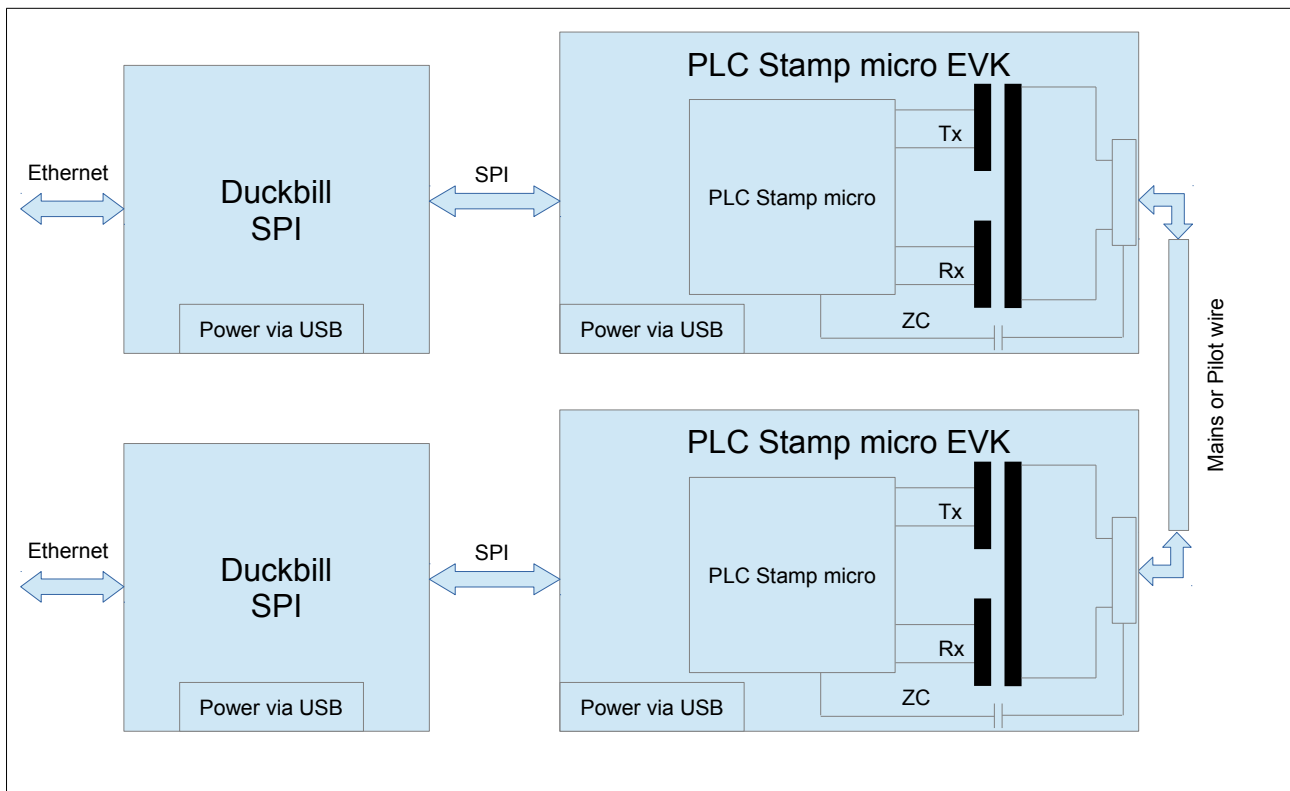 PLC Stamp micro EVK
Ethernet
Duckbill
SPI
SPI
PLC Stamp micro
Tx
Rx
ZC
Power via USB
Power via USB
Mains or Pilot wire
PLC Stamp micro EVK
Ethernet
Duckbill
SPI
SPI
PLC Stamp micro
Tx
Rx
ZC
Power via USB
Power via USB